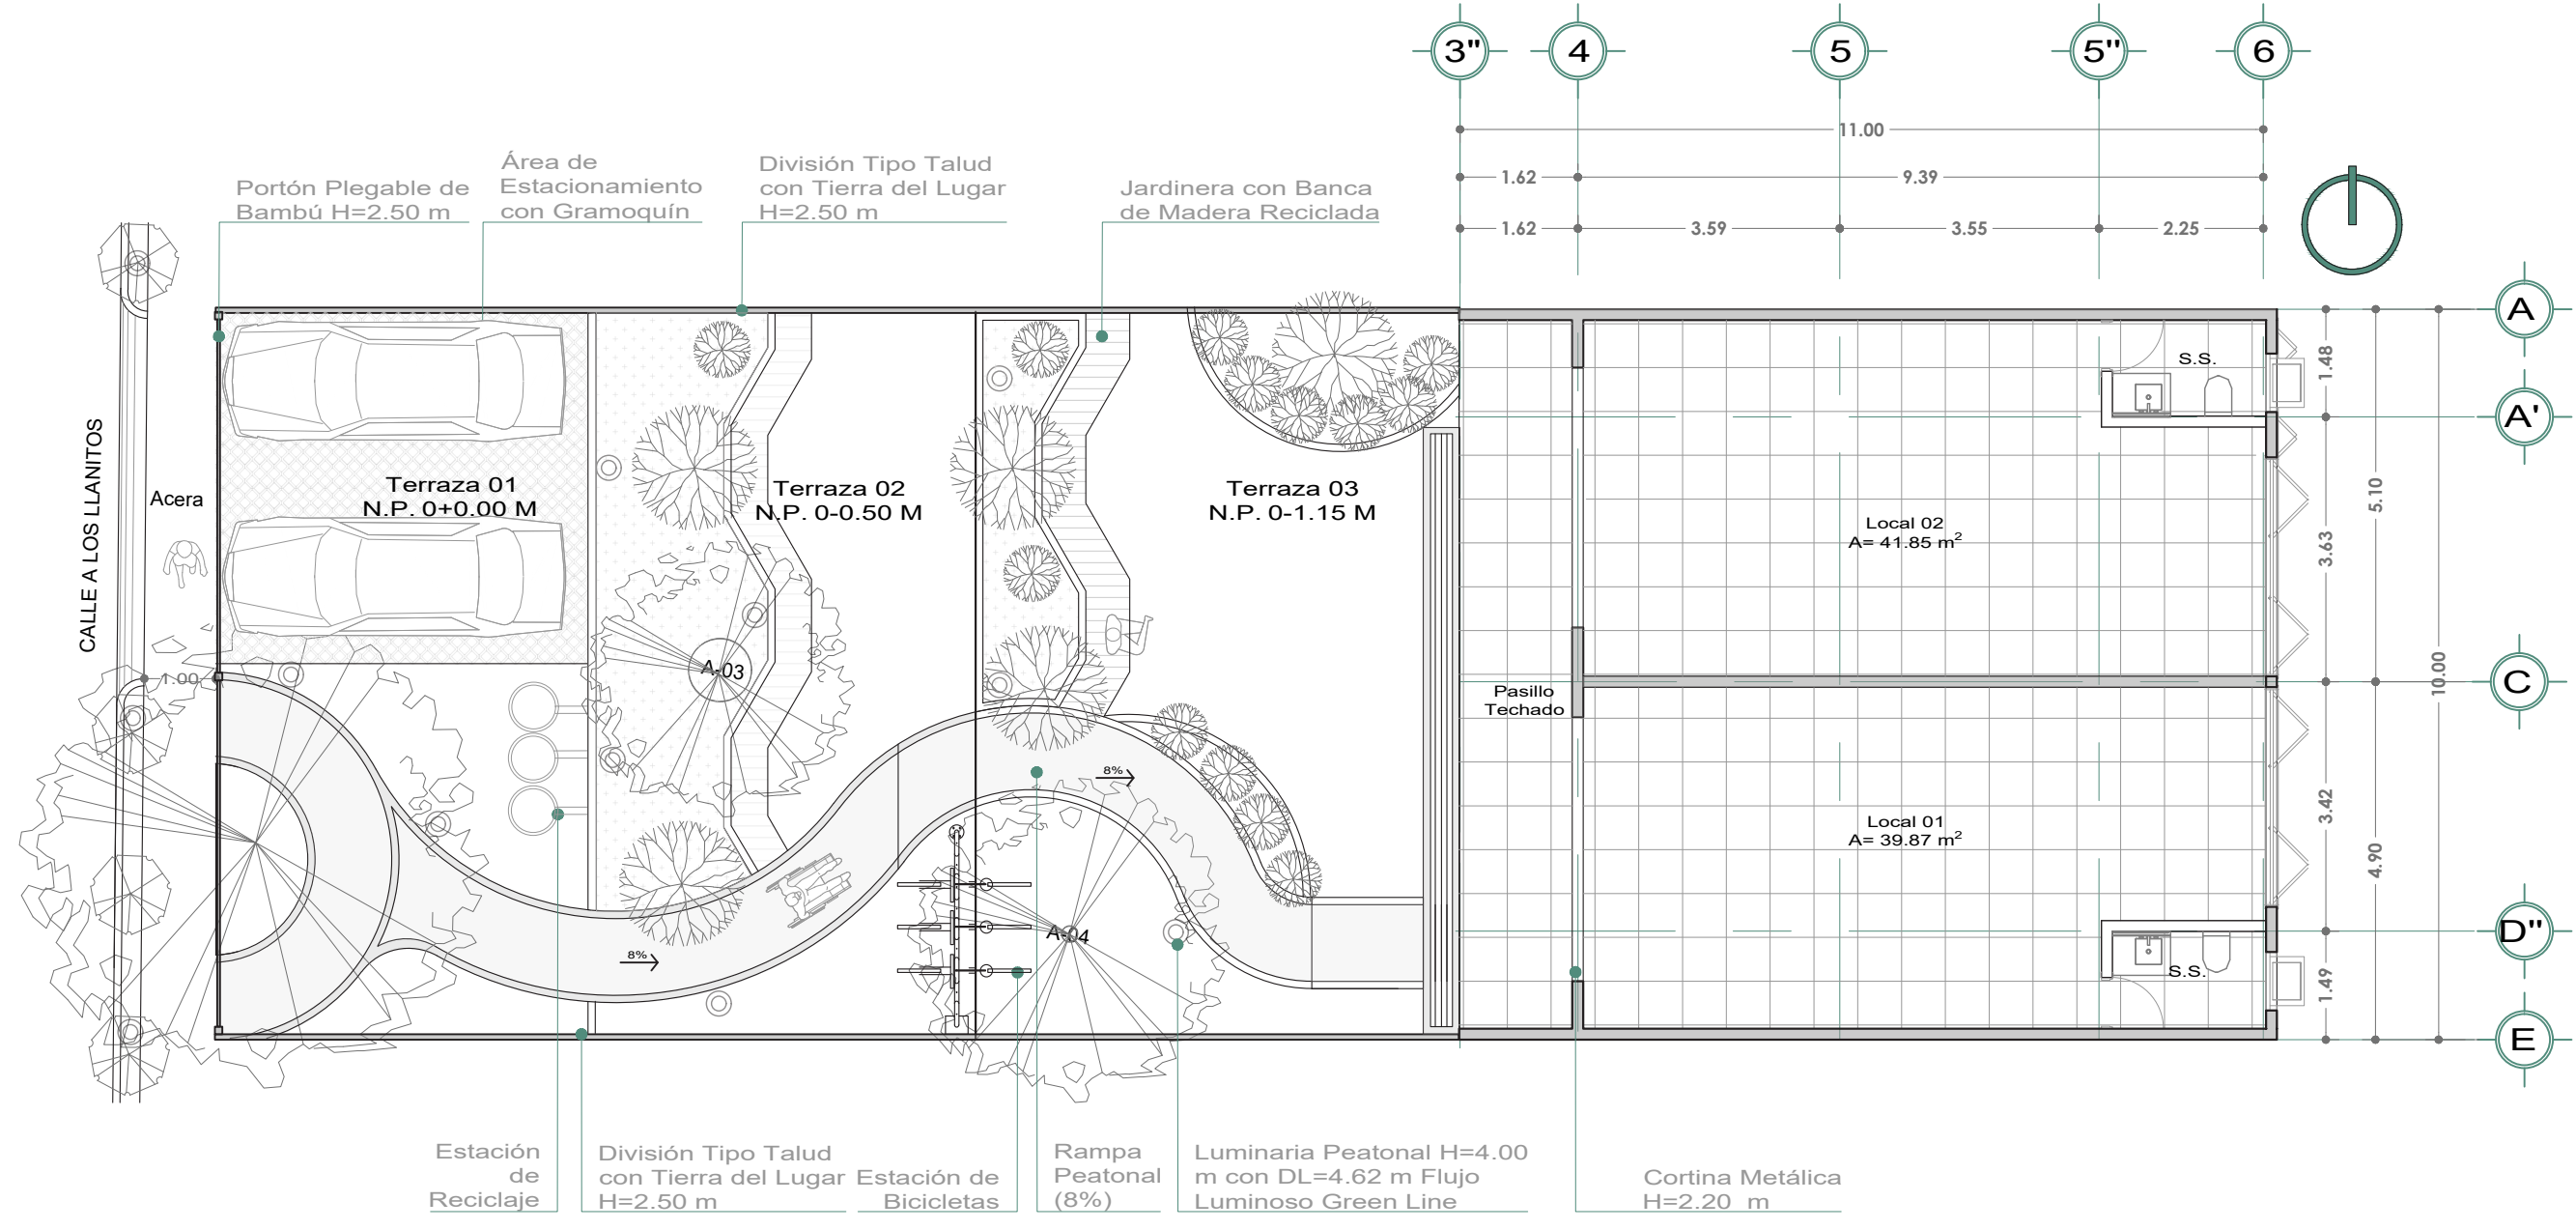 3"
4
5
5"
6
11.00
1.62
9.39
1.62
3.59
3.55
2.25
Portón Plegable de
Bambú H=2.50 m
Área de
Estacionamiento
con Gramoquín
División Tipo Talud
con Tierra del Lugar
H=2.50 m
Jardinera con Banca
de Madera Reciclada
A
A'
C
D"
E
1.48
3.63
3.42
1.49
5.10
4.90
10.00
CALLE A LOS LLANITOS
Acera
1.00
Terraza 01
N.P. 0+0.00 M
Terraza 02
N.P. 0-0.50 M
Terraza 03
N.P. 0-1.15 M
A-03
A-04
8%
8%
Pasillo
Techado
S.S.
Local 02
A= 41.85 m²
Local 01
A= 39.87 m²
S.S.
Estación
de
Reciclaje
División Tipo Talud
con Tierra del Lugar
H=2.50 m
Estación de
Bicicletas
Rampa
Peatonal
(8%)
Luminaria Peatonal H=4.00
m con DL=4.62 m Flujo
Luminoso Green Line
Cortina Metálica
H=2.20 m